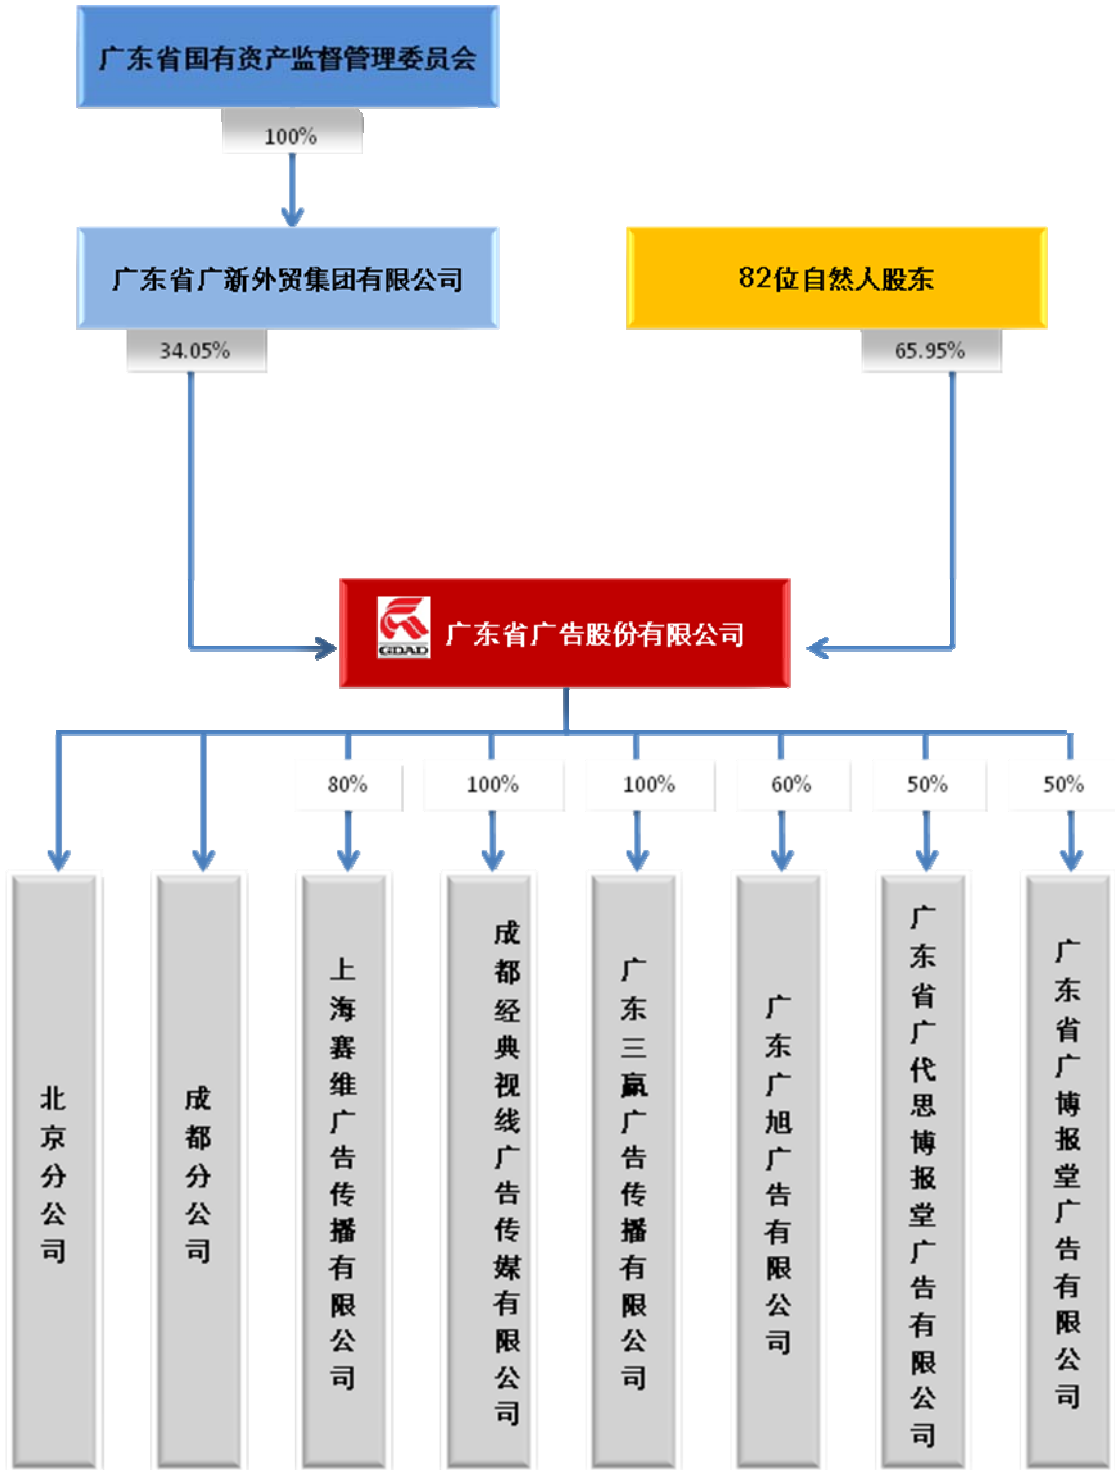 广东省国有资产监督管理委员会
100%
广东省广新外贸集团有限公司
82位自然人股东
34.05%
65.95%
GDAD
广东省广告股份有限公司
80%
100%
100%
60%
50%
50%
北京分公司
成都分公司
上海赛维广告传播有限公司
成都经典视线广告传媒有限公司
广东三赢广告传播有限公司
广东广旭广告有限公司
广东省广代思博报堂广告有限公司
广东省广博报堂广告有限公司